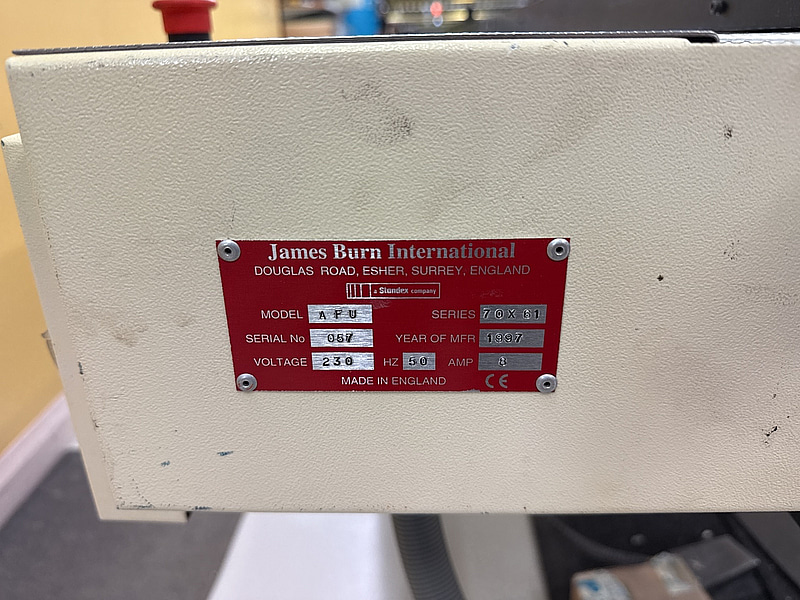 James Burn International
DOUGLAS ROAD, ESHER, SURREY, ENGLAND
a Standex company
MODEL AFU SERIES 70X61
SERIAL No 057 YEAR OF MFR 1997
VOLTAGE 230 HZ 50 AMP 8
MADE IN ENGLAND CE